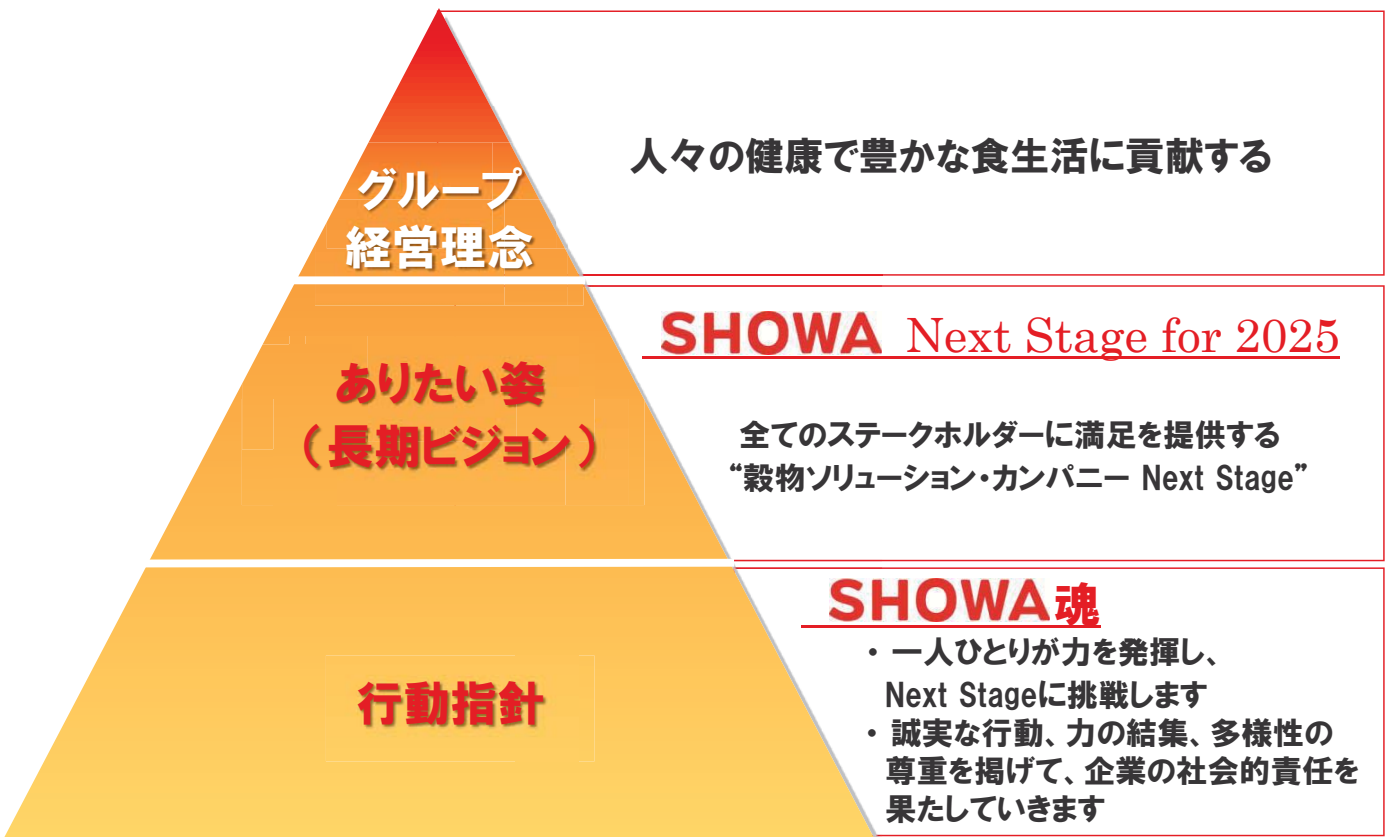 グループ
経営理念
人々の健康で豊かな食生活に貢献する
ありたい姿
（長期ビジョン）
SHOWA Next Stage for 2025
全てのステークホルダーに満足を提供する
“穀物ソリューション・カンパニー Next Stage”
行動指針
SHOWA魂
・ 一人ひとりが力を発揮し、
Next Stageに挑戦します
・ 誠実な行動、力の結集、多様性の
尊重を掲げて、企業の社会的責任を
果たしていきます